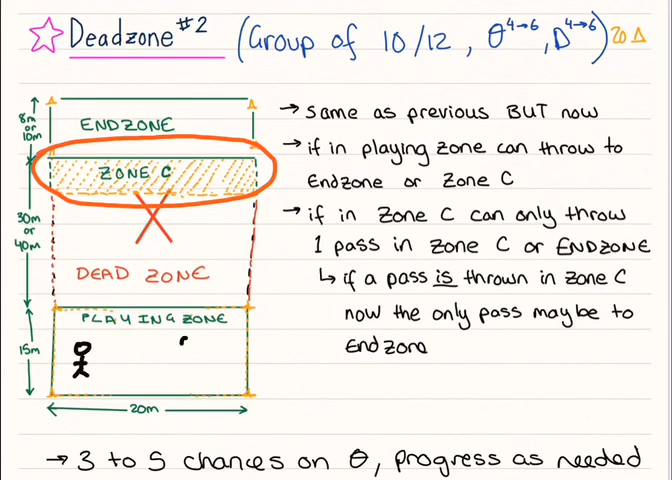 Deadzone #2 (Group of 10/12, O 4→6, D 4→6) 20 Δ
8m or 10m
ENDZONE
ZONE C
30m or 40m
DEAD ZONE
PLAYING ZONE
15m
20m
→ same as previous BUT now
→ if in playing zone can throw to
Endzone or Zone C
→ if in Zone C can only throw
1 pass in Zone C or ENDZONE
↳ if a pass is thrown in Zone C
now the only pass may be to
Endzone
→ 3 to 5 chances on O, progress as needed